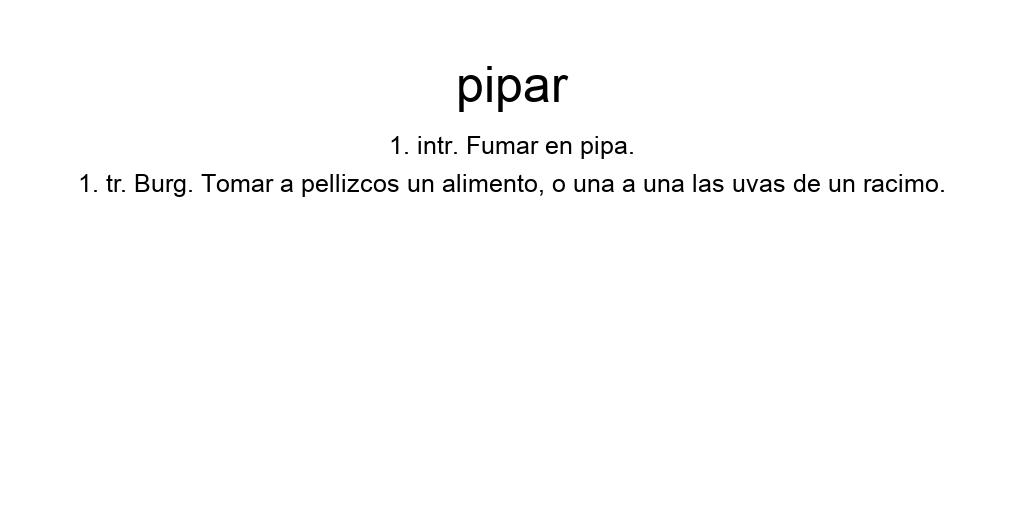 pipar
1. intr. Fumar en pipa.
1. tr. Burg. Tomar a pellizcos un alimento, o una a una las uvas de un racimo.